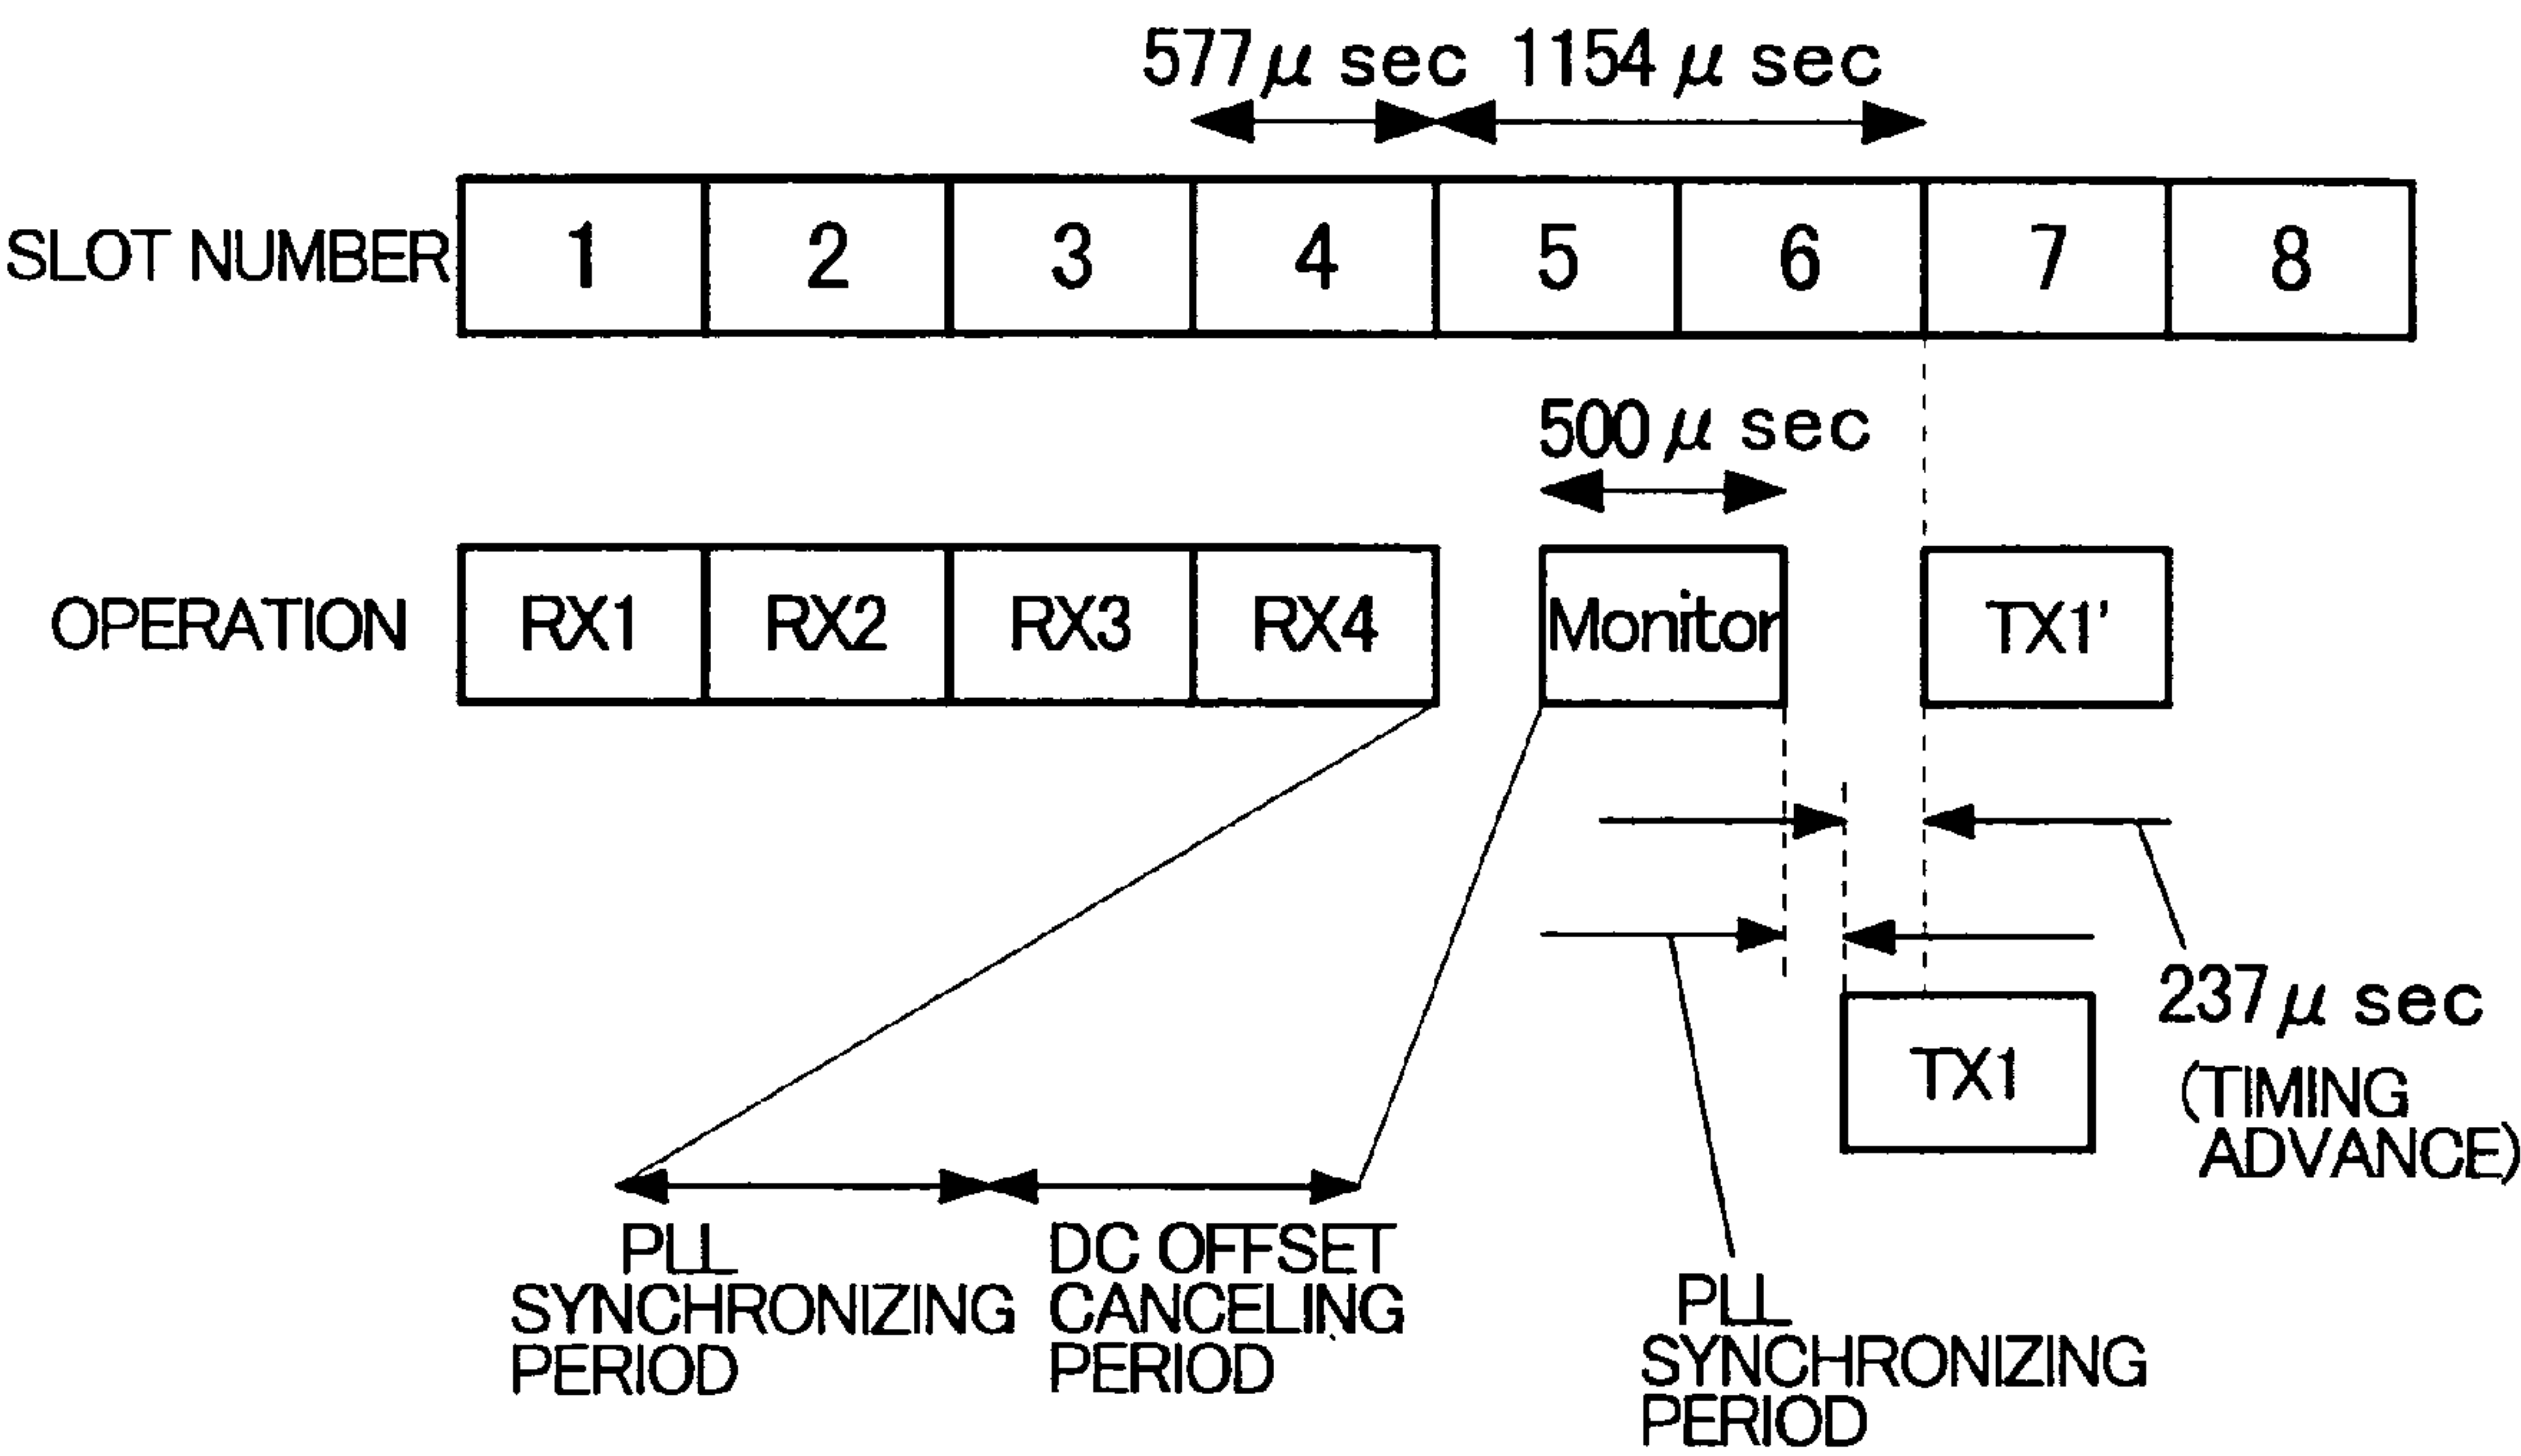 577μ sec 1154μ sec
SLOT NUMBER 1 2 3 4 5 6 7 8
500μ sec
OPERATION RX1 RX2 RX3 RX4 Monitor TX1'
237μ sec
(TIMING
ADVANCE)
TX1
PLL
SYNCHRONIZING
PERIOD
DC OFFSET
CANCELING
PERIOD
PLL
SYNCHRONIZING
PERIOD